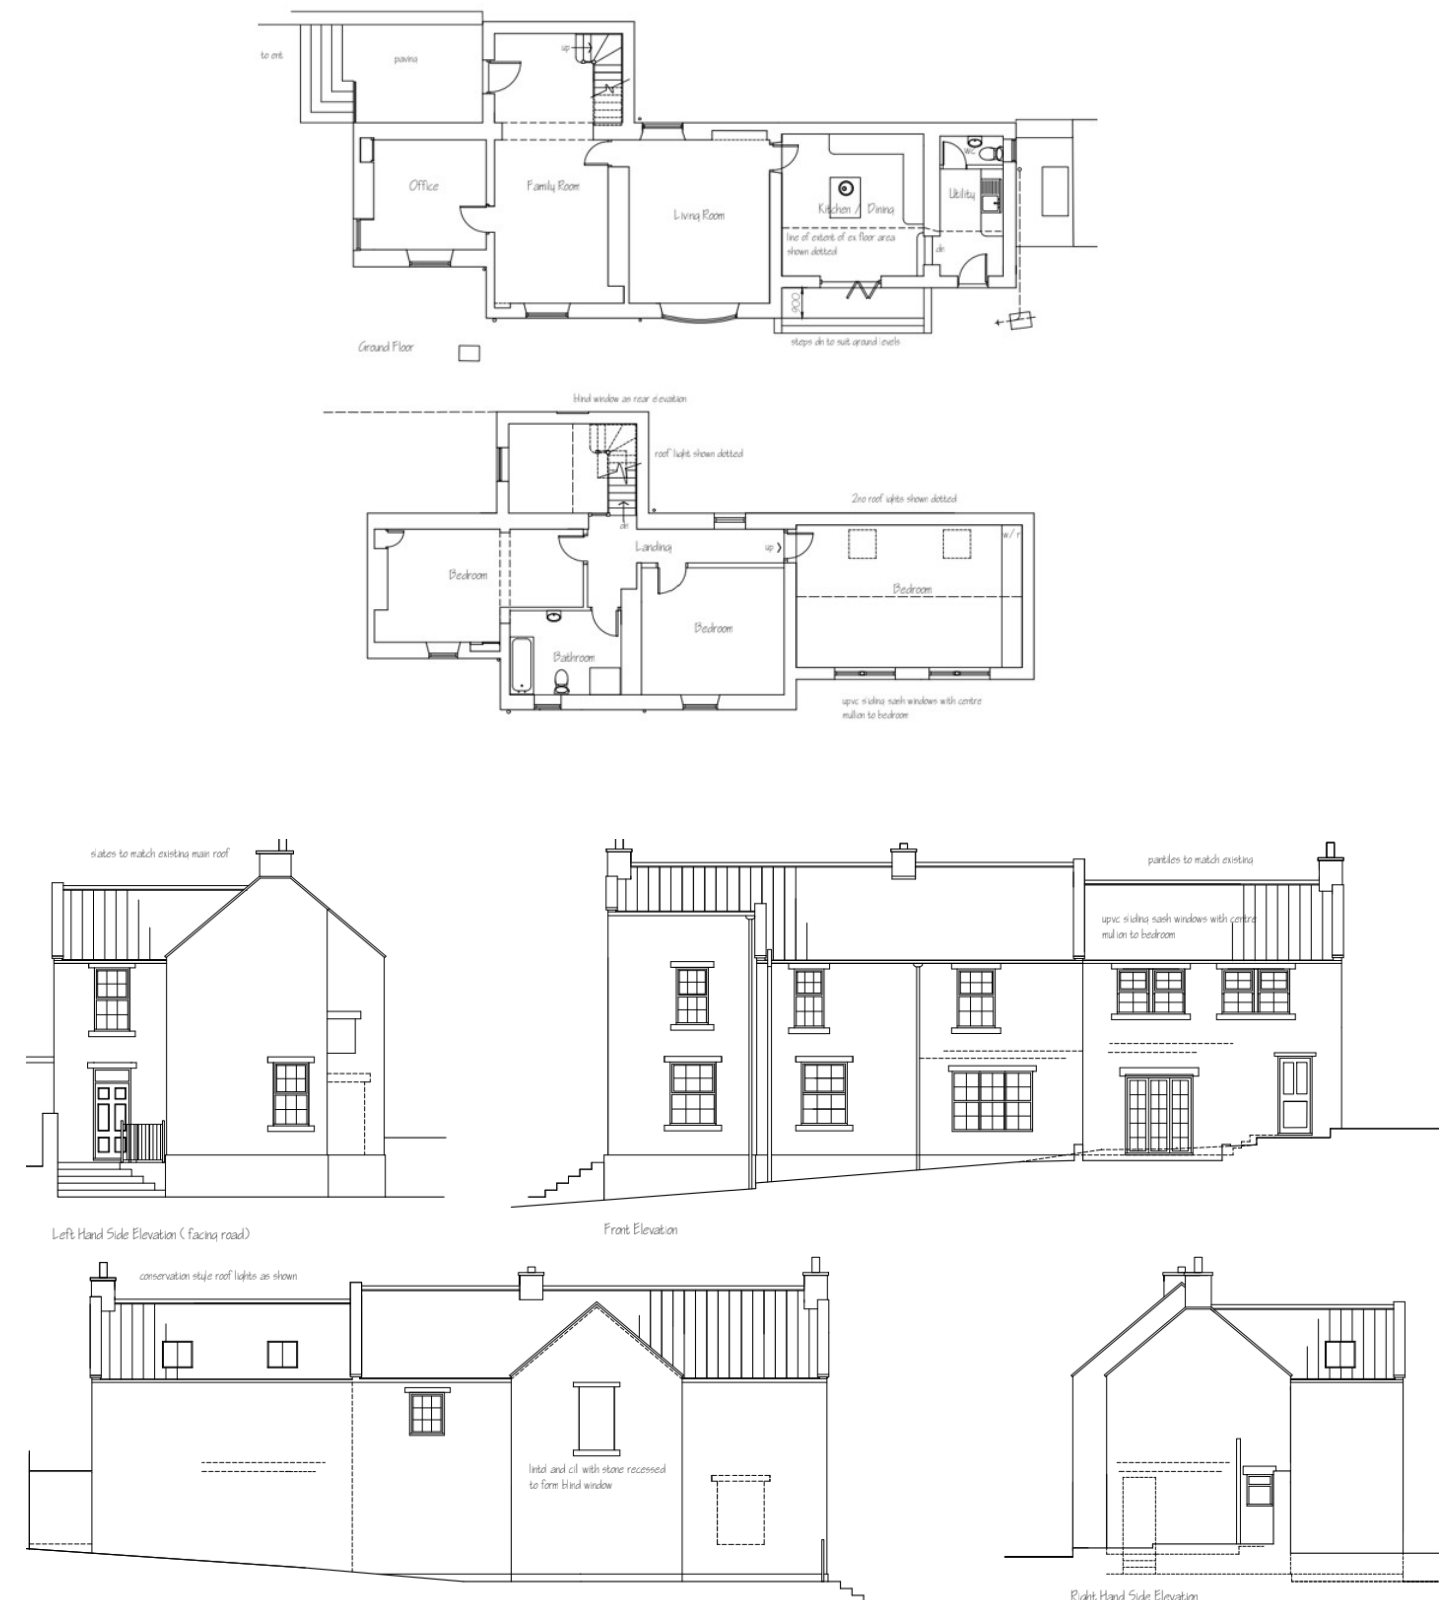 to ent
paving
up
Office
Family Room
Living Room
Kitchen / Dining
line of extent of ex floor area
shown dotted
WC
Utility
dn
900
steps dn to suit ground levels
Ground Floor
blind window as rear elevation
roof light shown dotted
2no roof lights shown dotted
dn
Landing
up
w/r
Bedroom
Bedroom
Bedroom
Bathroom
upvc sliding sash windows with centre
mullion to bedroom
slates to match existing main roof
pantiles to match existing
upvc sliding sash windows with centre
mullion to bedroom
Left Hand Side Elevation ( facing road)
Front Elevation
conservation style roof lights as shown
lintol and cil with stone recessed
to form blind window
Right Hand Side Elevation